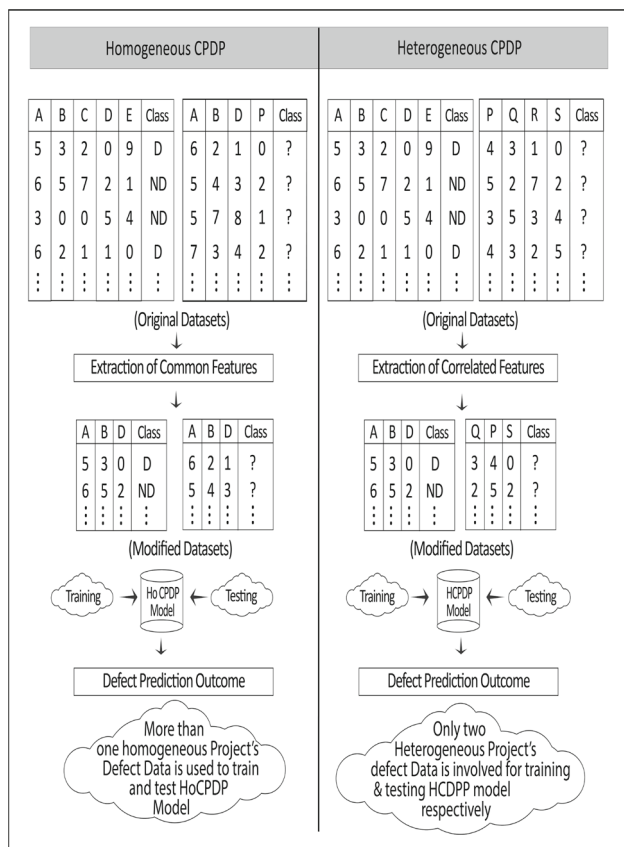 Homogeneous CPDP
A B C D E Class
5 3 2 0 9 D
6 5 7 2 1 ND
3 0 0 5 4 ND
6 2 1 1 0 D
A B D P Class
6 2 1 0 ?
5 4 3 2 ?
5 7 8 1 ?
7 3 4 2 ?
(Original Datasets)
Extraction of Common Features
A B D Class
5 3 0 D
6 5 2 ND
A B D Class
6 2 1 ?
5 4 3 ?
(Modified Datasets)
Training
Ho CPDP
Model
Testing
Defect Prediction Outcome
More than
one homogeneous Project's
Defect Data is used to train
and test HoCPDP
Model
Heterogeneous CPDP
A B C D E Class
5 3 2 0 9 D
6 5 7 2 1 ND
3 0 0 5 4 ND
6 2 1 1 0 D
P Q R S Class
4 3 1 0 ?
5 2 7 2 ?
3 5 3 4 ?
4 3 2 5 ?
(Original Datasets)
Extraction of Correlated Features
A B D Class
5 3 0 D
6 5 2 ND
Q P S Class
3 4 0 ?
2 5 2 ?
(Modified Datasets)
Training
HCPDP
Model
Testing
Defect Prediction Outcome
Only two
Heterogeneous Project's
defect Data is involved for training
& testing HCDPP model
respectively